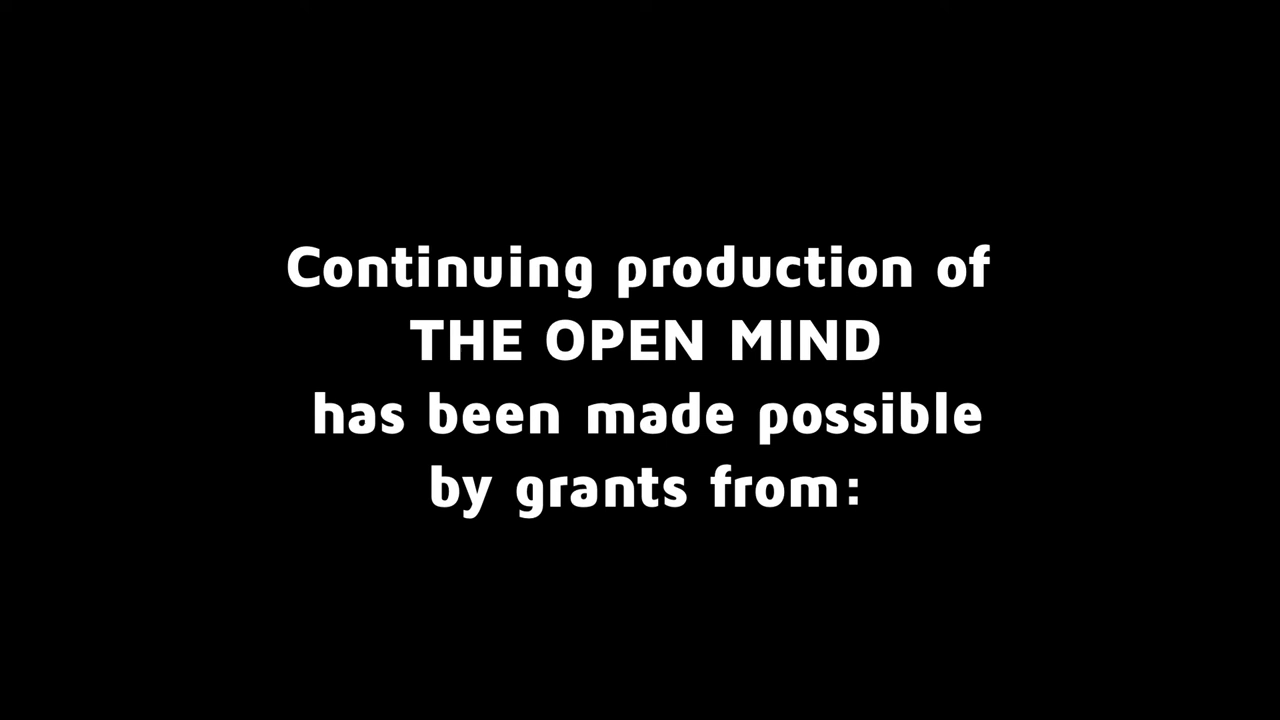 Continuing production of
THE OPEN MIND
has been made possible
by grants from: